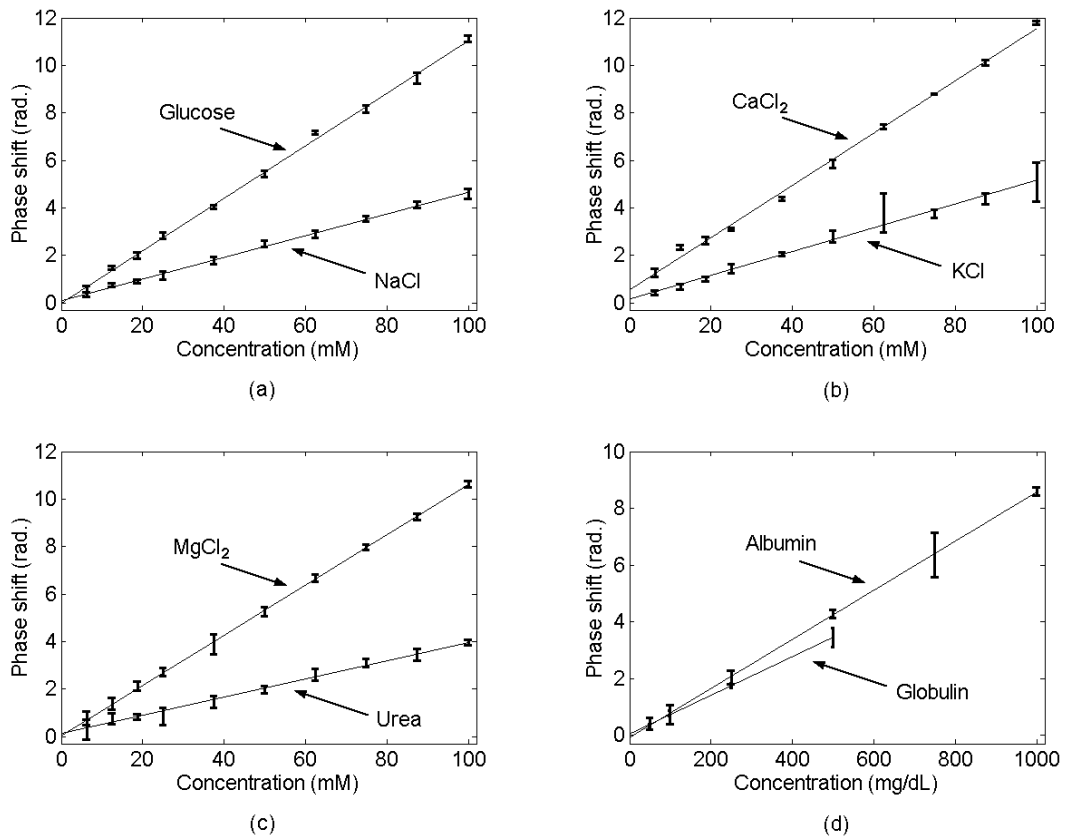 12
10
8
6
4
2
0
Phase shift (rad.)
Glucose
NaCl
0 20 40 60 80 100
Concentration (mM)
(a)
12
10
8
6
4
2
0
Phase shift (rad.)
CaCl₂
KCl
0 20 40 60 80 100
Concentration (mM)
(b)
12
10
8
6
4
2
0
Phase shift (rad.)
MgCl₂
Urea
0 20 40 60 80 100
Concentration (mM)
(c)
10
8
6
4
2
0
Phase shift (rad.)
Albumin
Globulin
0 200 400 600 800 1000
Concentration (mg/dL)
(d)